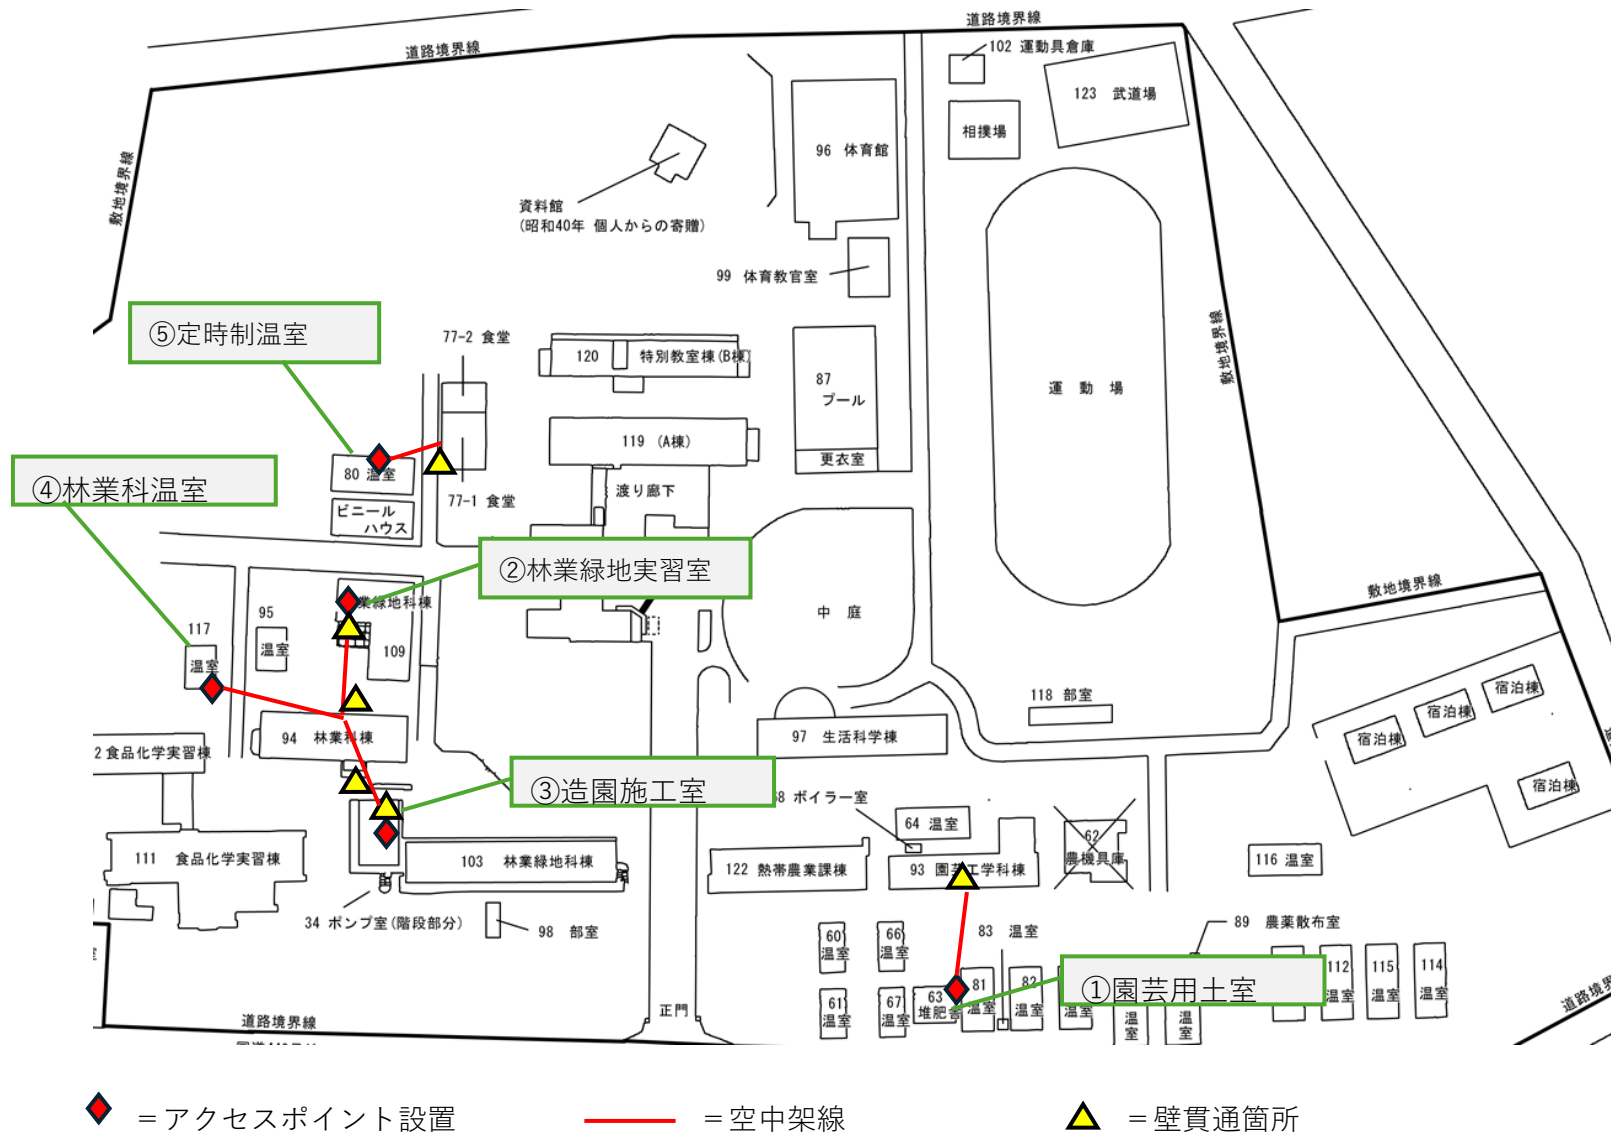 道路境界線
道路境界線
102 運動具倉庫
123 武道場
相撲場
96 体育館
敷地境界線
資料館
(昭和40年 個人からの寄贈)
99 体育教官室
⑤定時制温室
77-2 食堂
120 特別教室棟(B棟)
敷地境界線
87
プール
運 動 場
119 (A棟)
更衣室
80 温室
④林業科温室
77-1 食堂
渡り廊下
ビニール
ハウス
②林業緑地実習室
敷地境界線
業緑地科棟
中 庭
95
温室
117
温室
109
118 部室
宿泊棟
宿泊棟
宿泊棟
宿泊棟
94 林業科棟
97 生活科学棟
2 食品化学実習棟
③造園施工室
8 ボイラー室
64 温室
62
農機具庫
111 食品化学実習棟
103 林業緑地科棟
122 熱帯農業課棟
93 園芸工学科棟
116 温室
34 ポンプ室(階段部分)
98 部室
83 温室
89 農薬散布室
60
温室
66
温室
61
温室
67
温室
63
堆肥舎
81
温室
82
温室
温室
①園芸用土室
温室
温室
112
温室
115
温室
114
温室
正門
道路境界線
道路境界
=アクセスポイント設置
=空中架線
=壁貫通箇所